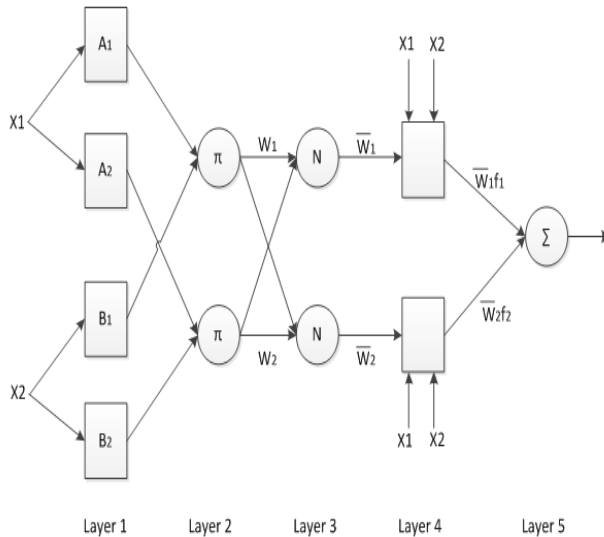 A1
X1
A2
B1
X2
B2
π
π
W1
W2
N
N
W̅1
W̅2
X1 X2
X1 X2
W̅1f1
W̅2f2
Σ
Layer 1 Layer 2 Layer 3 Layer 4 Layer 5